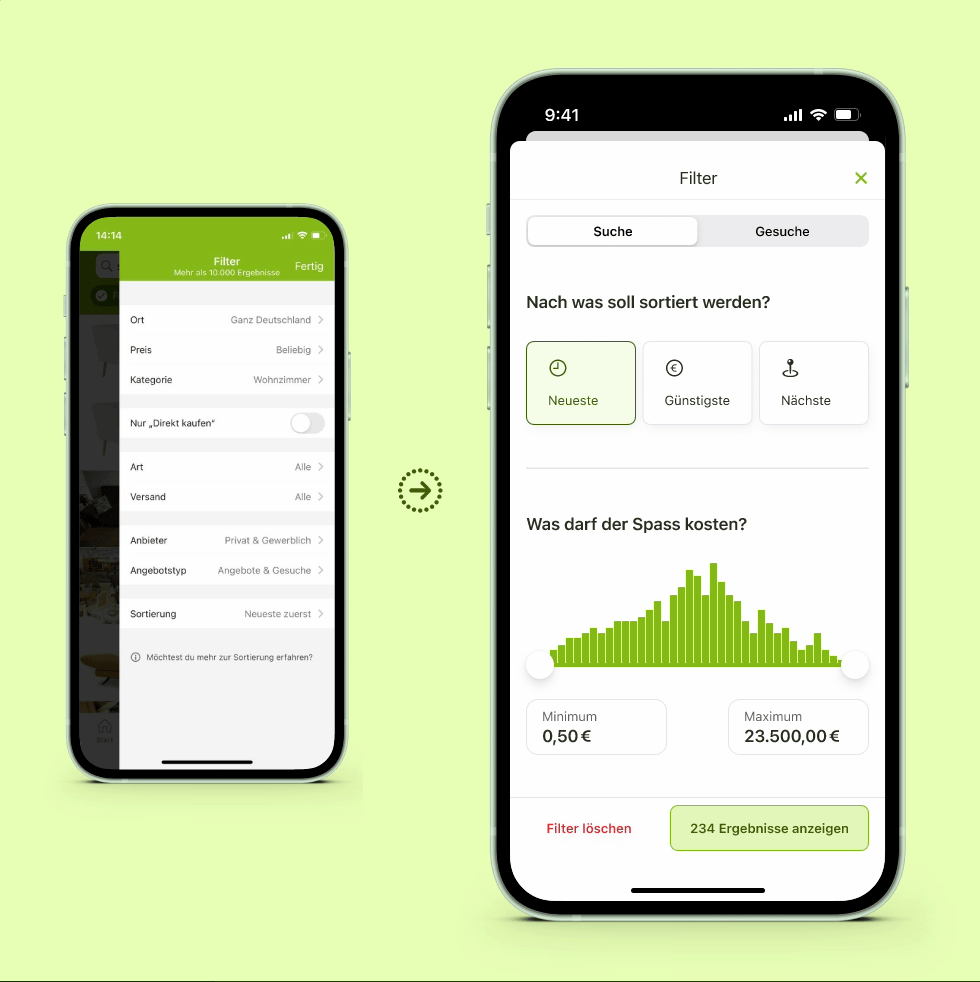 14:14
Filter
Mehr als 10.000 Ergebnisse
Fertig
Ort Ganz Deutschland
Preis Beliebig
Kategorie Wohnzimmer
Nur „Direkt kaufen“
Art Alle
Versand Alle
Anbieter Privat & Gewerblich
Angebotstyp Angebote & Gesuche
Sortierung Neueste zuerst
Möchtest du mehr zur Sortierung erfahren?
Start
9:41
Filter
Suche Gesuche
Nach was soll sortiert werden?
Neueste Günstigste Nächste
Was darf der Spass kosten?
Minimum Maximum
0,50 € 23.500,00 €
Filter löschen 234 Ergebnisse anzeigen